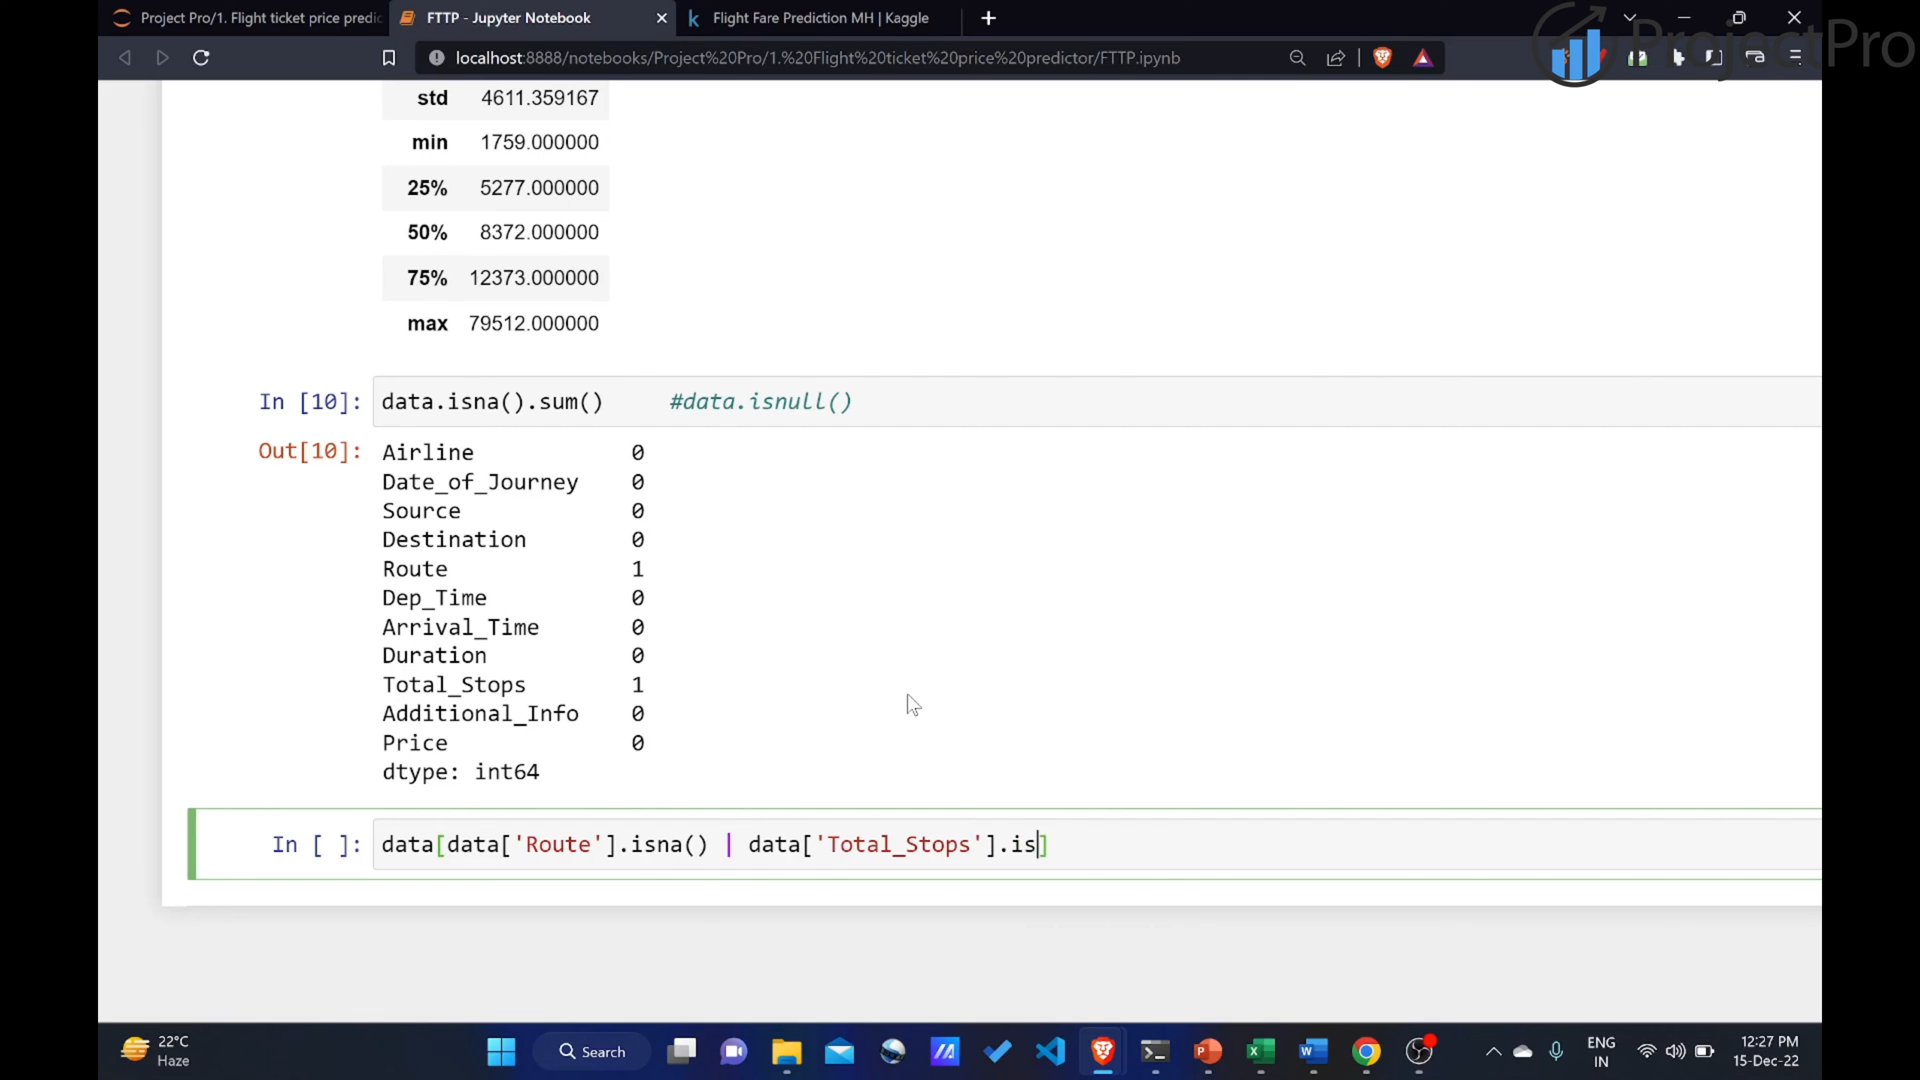 Project Pro/1. Flight ticket price predic
FTTP - Jupyter Notebook
Flight Fare Prediction MH | Kaggle
localhost:8888/notebooks/Project%20Pro/1.%20Flight%20ticket%20price%20predictor/FTTP.ipynb
ProjectPro
std 4611.359167
min 1759.000000
25% 5277.000000
50% 8372.000000
75% 12373.000000
max 79512.000000
In [10]: data.isna().sum() #data.isnull()
Out[10]: Airline 0
Date_of_Journey 0
Source 0
Destination 0
Route 1
Dep_Time 0
Arrival_Time 0
Duration 0
Total_Stops 1
Additional_Info 0
Price 0
dtype: int64
In [ ]: data[data['Route'].isna() | data['Total_Stops'].is]
22°C
Haze
Search
ENG
IN
12:27 PM
15-Dec-22